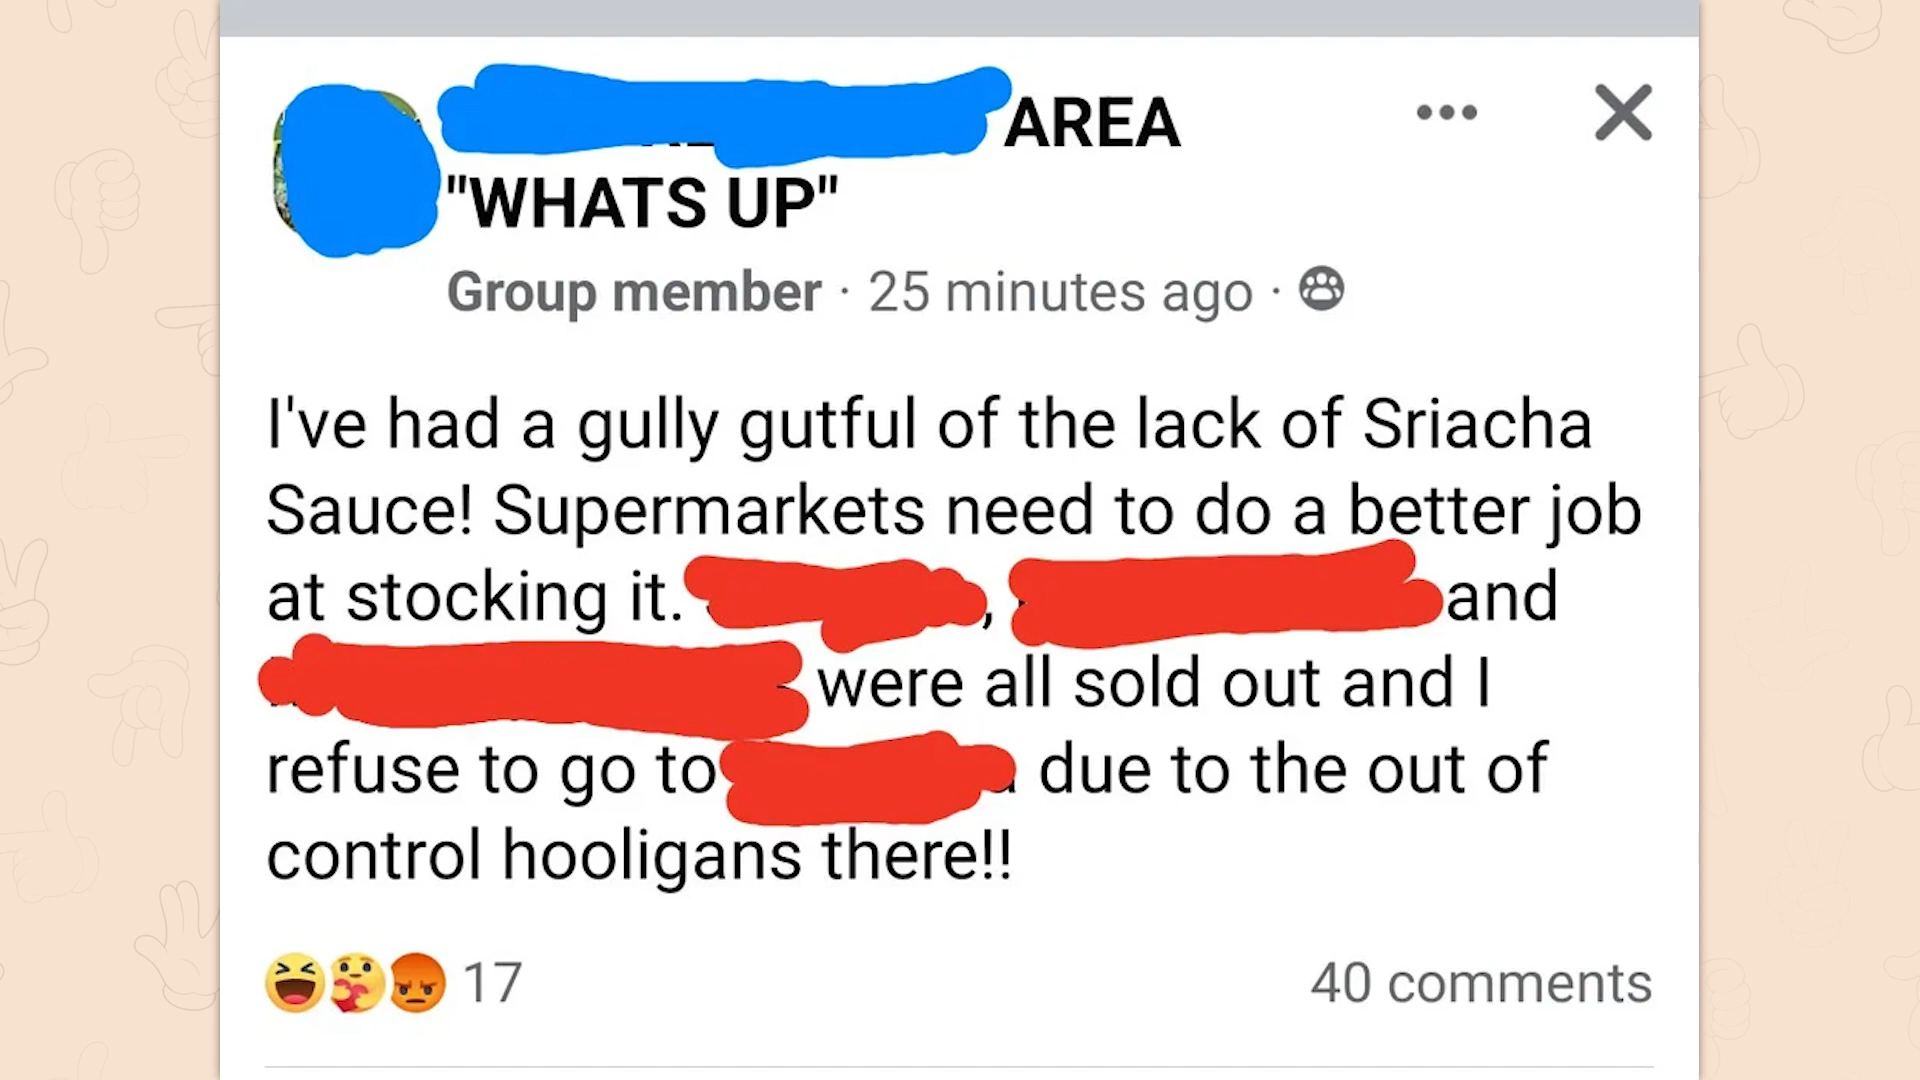 AREA
"WHATS UP"
Group member · 25 minutes ago ·
I've had a gully gutful of the lack of Sriacha
Sauce! Supermarkets need to do a better job
at stocking it. , and
were all sold out and I
refuse to go to due to the out of
control hooligans there!!
17
40 comments